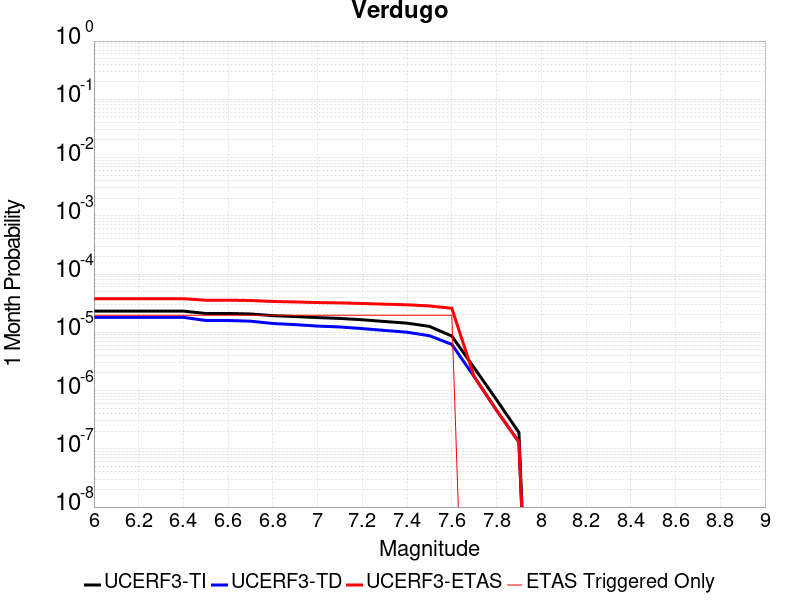 Verdugo
10^0
10^-1
10^-2
10^-3
10^-4
10^-5
10^-6
10^-7
10^-8
1 Month Probability
6 6.2 6.4 6.6 6.8 7 7.2 7.4 7.6 7.8 8 8.2 8.4 8.6 8.8 9
Magnitude
UCERF3-TI UCERF3-TD UCERF3-ETAS ETAS Triggered Only